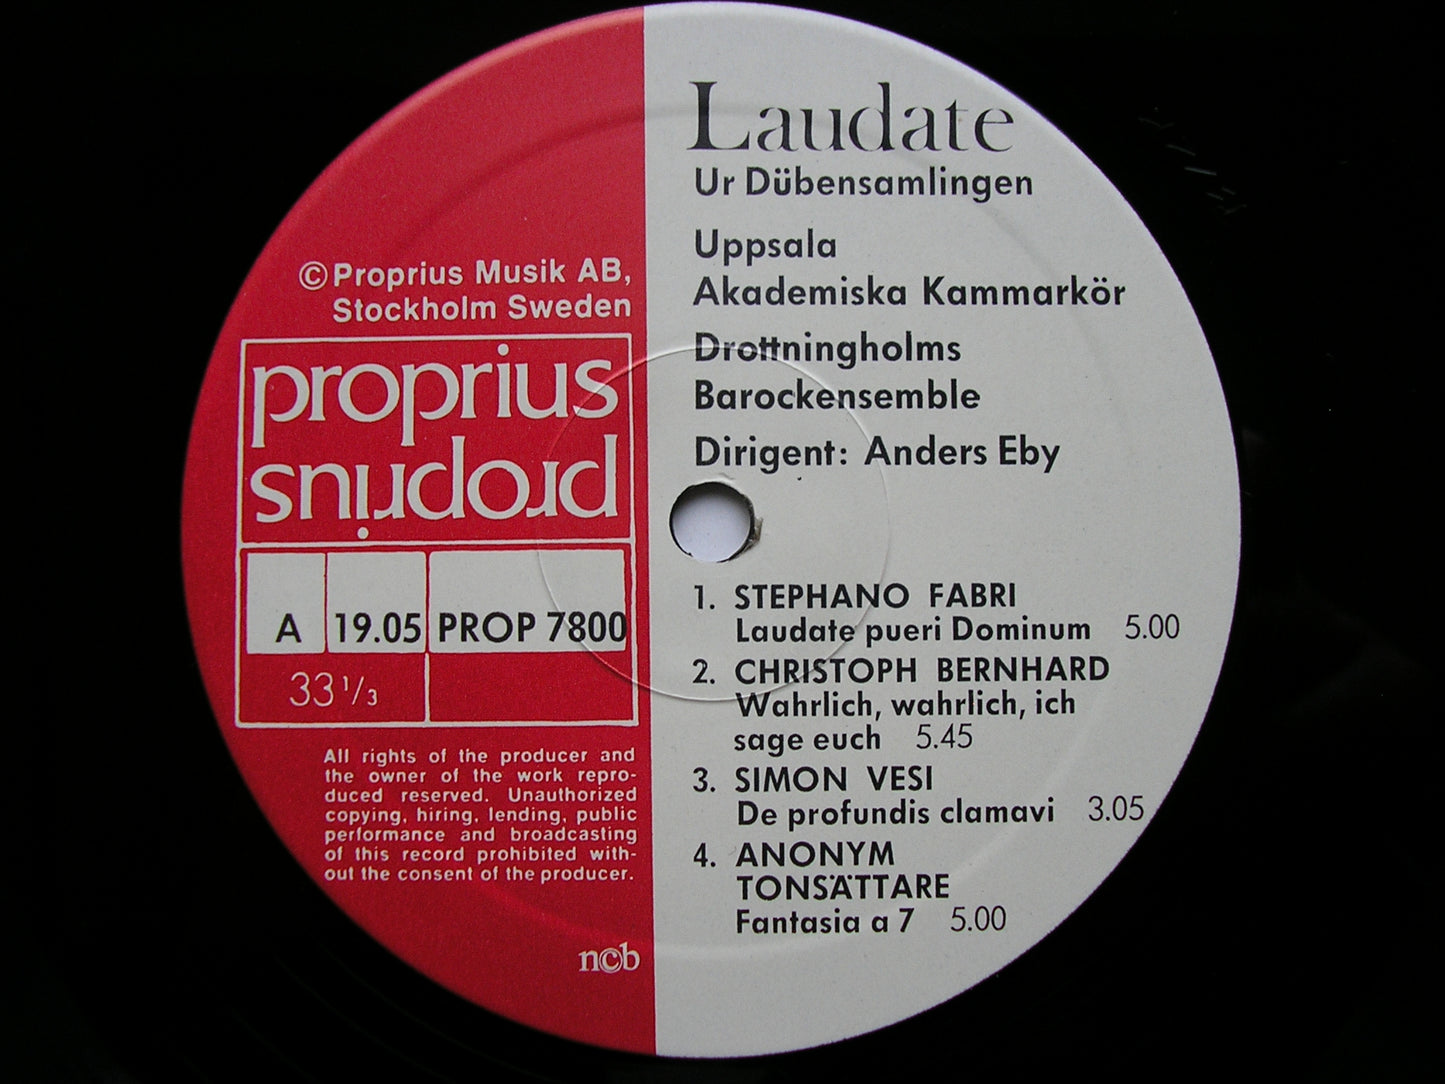 Laudate
Ur Dübensamlingen
Uppsala
Akademiska Kammarkör
Drottningholms
Barockensemble
Dirigent: Anders Eby
© Proprius Musik AB,
Stockholm Sweden
proprius
proprius
A 19.05 PROP 7800
33 1/3
All rights of the producer and
the owner of the work repro-
duced reserved. Unauthorized
copying, hiring, lending, public
performance and broadcasting
of this record prohibited with-
out the consent of the producer.
ncb
1. STEPHANO FABRI
Laudate pueri Dominum 5.00
2. CHRISTOPH BERNHARD
Wahrlich, wahrlich, ich
sage euch 5.45
3. SIMON VESI
De profundis clamavi 3.05
4. ANONYM
TONSÄTTARE
Fantasia a 7 5.00